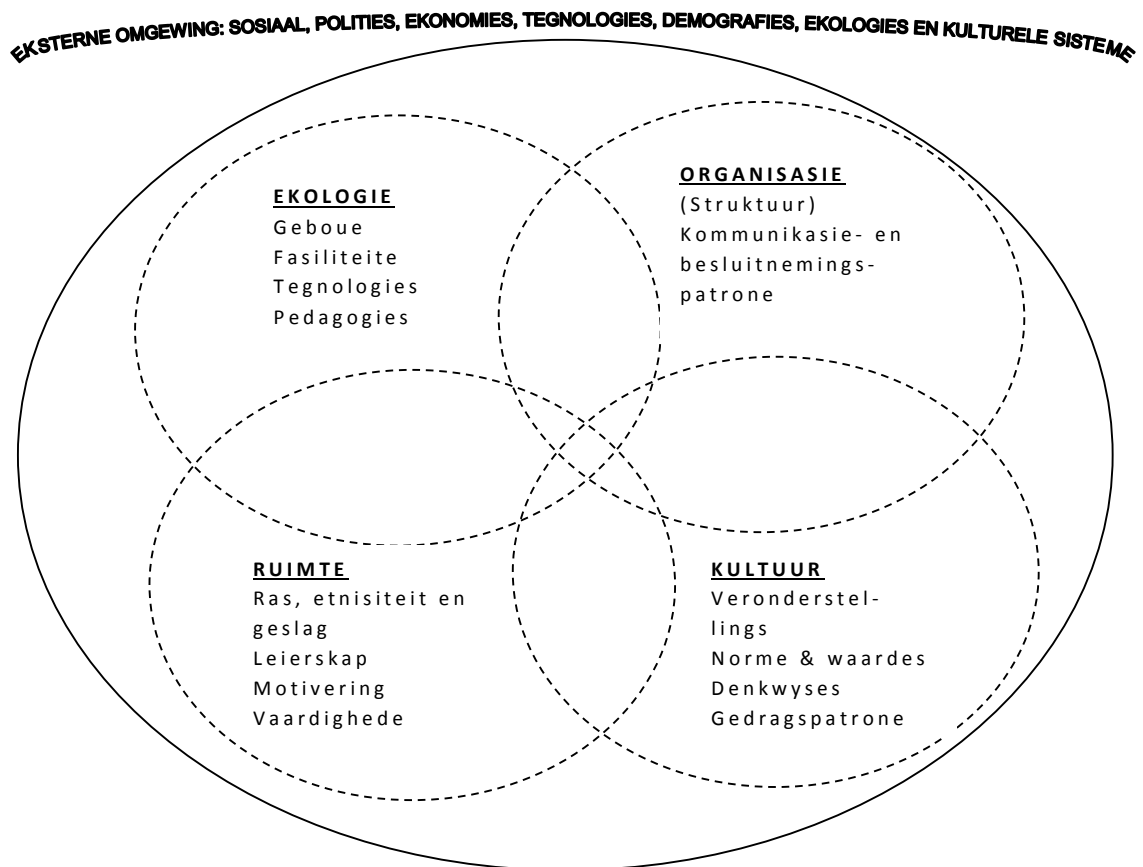 EKSTERNE OMGEWING: SOSIAAL, POLITIES, EKONOMIES, TEGNOLOGIES, DEMOGRAFIES, EKOLOGIES EN KULTURELE SISTEME
EKOLOGIE
Geboue
Fasiliteite
Tegnologies
Pedagogies
ORGANISASIE
(Struktuur)
Kommunikasie- en
besluitnemings-
patrone
RUIMTE
Ras, etnisiteit en
geslag
Leierskap
Motivering
Vaardighede
KULTUUR
Veronderstel-
lings
Norme & waardes
Denkwyses
Gedragspatrone